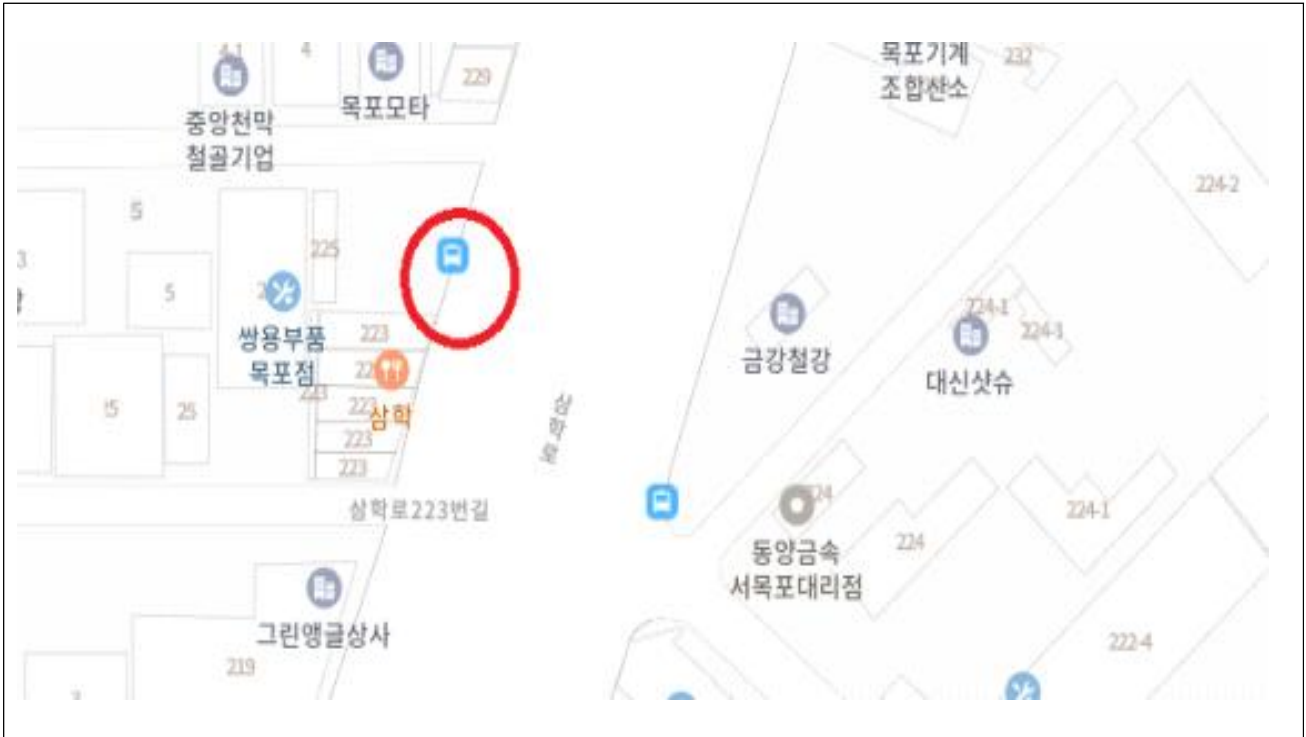 4-1
4
229
목포모타
중앙천막
철골기업
목포기계
조합싼소
232
224-2
5
225
3
5
쌍용부품
목포점
223
223
223
223
223
삼학
25
삼학로
금강철강
224-1
224-1
대신샷슈
삼학로223번길
224
동양금속
서목포대리점
224
224-1
그린앵글상사
219
222-4